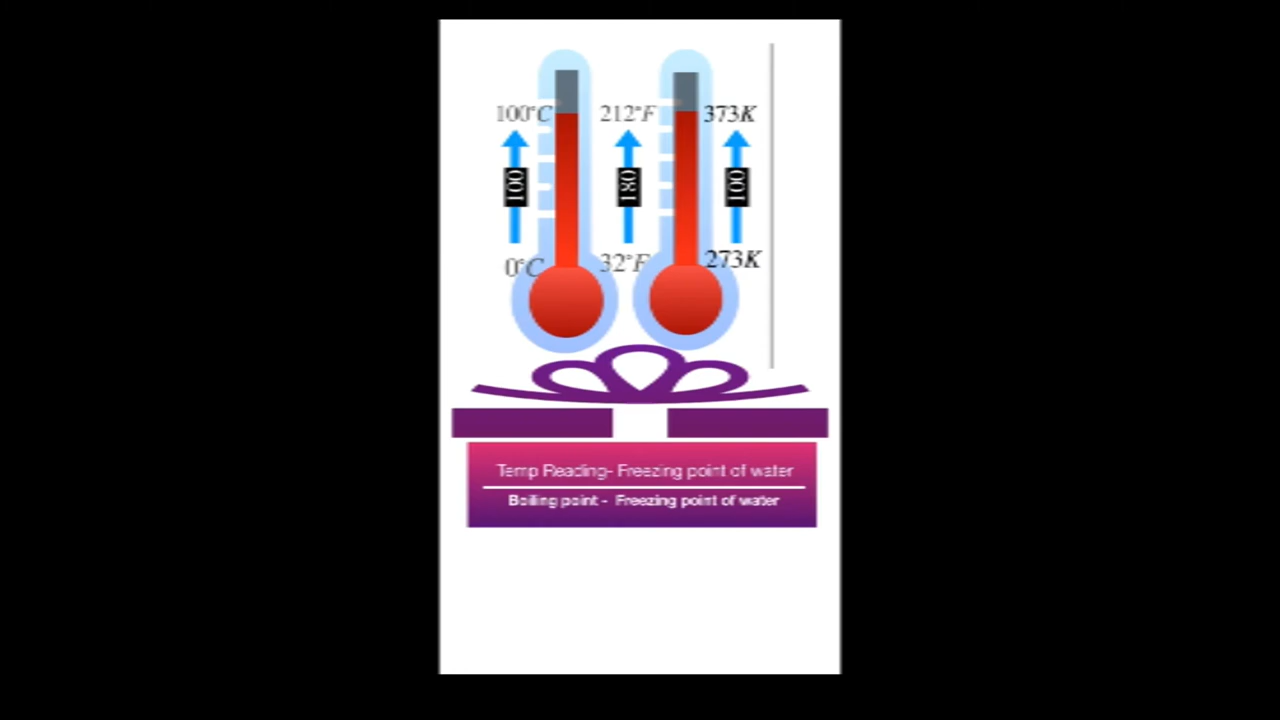 100°C 212°F 373K
100 180 100
0°C 32°F 273K
Temp Reading- Freezing point of water
Boiling point - Freezing point of water